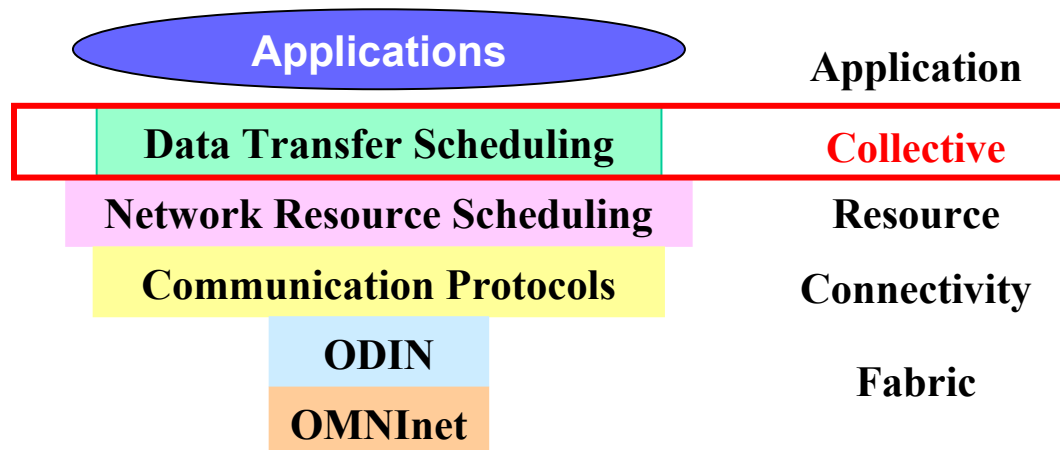 Applications
Application
Data Transfer Scheduling
Collective
Network Resource Scheduling
Resource
Communication Protocols
Connectivity
ODIN
Fabric
OMNInet